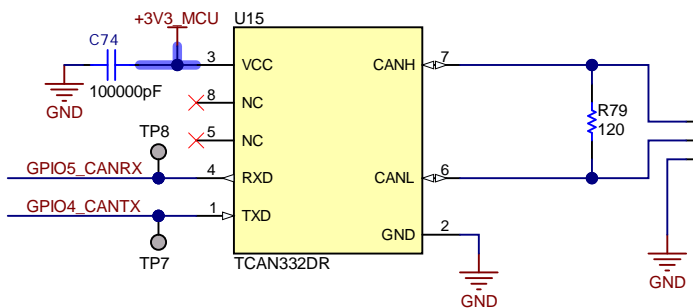 +3V3_MCU
U15
C74
100000pF
GND
3
VCC
CANH
7
8
NC
5
NC
R79
120
TP8
GPIO5_CANRX
4
RXD
CANL
6
GPIO4_CANTX
1
TXD
GND
2
TP7
TCAN332DR
GND
GND